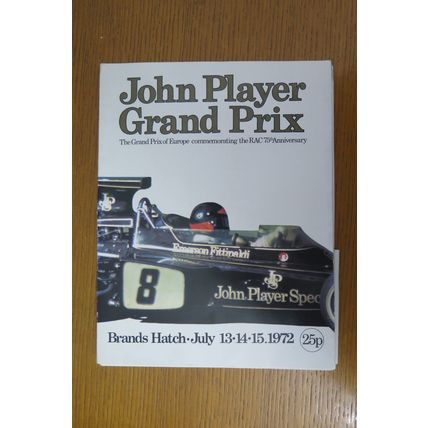 John Player
Grand Prix
The Grand Prix of Europe commemorating the RAC 75th Anniversary
Emerson Fittipaldi
JPS
8
John Player Spec
Brands Hatch·July 13·14·15.1972
25p